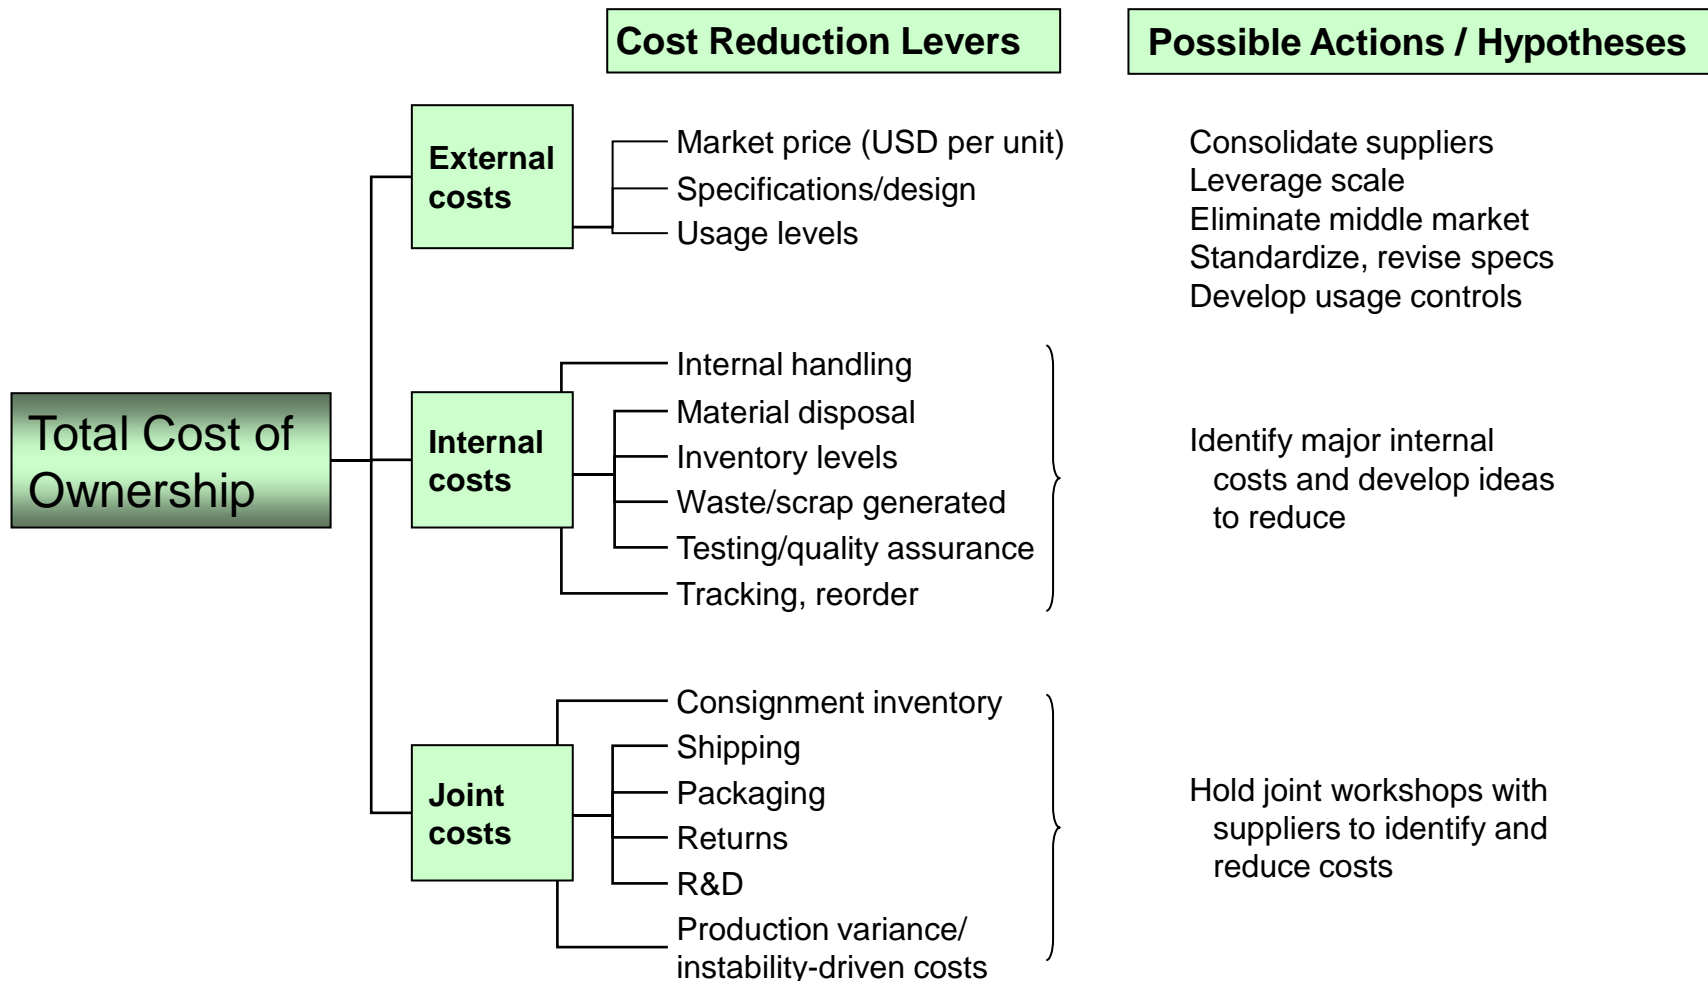 Cost Reduction Levers
Possible Actions / Hypotheses
Total Cost of
Ownership
External
costs
Market price (USD per unit)
Specifications/design
Usage levels
Consolidate suppliers
Leverage scale
Eliminate middle market
Standardize, revise specs
Develop usage controls
Internal
costs
Internal handling
Material disposal
Inventory levels
Waste/scrap generated
Testing/quality assurance
Tracking, reorder
Identify major internal
costs and develop ideas
to reduce
Joint
costs
Consignment inventory
Shipping
Packaging
Returns
R&D
Production variance/
instability-driven costs
Hold joint workshops with
suppliers to identify and
reduce costs